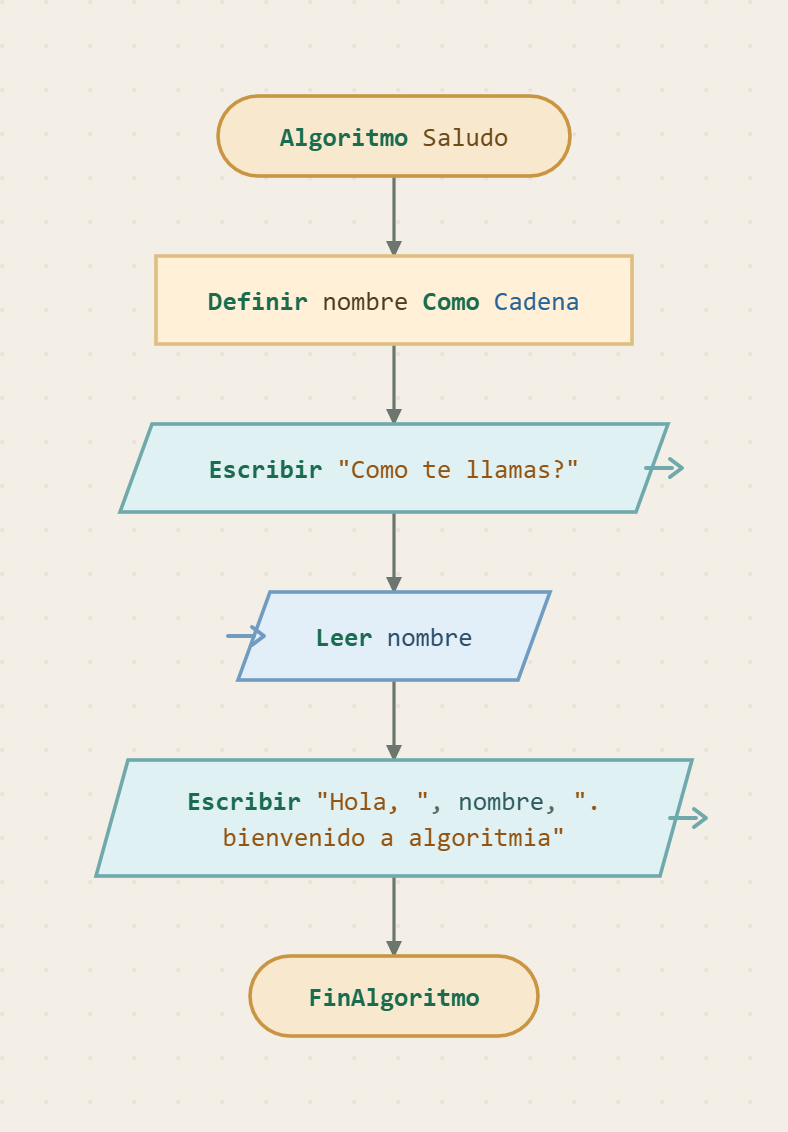 Algoritmo Saludo
Definir nombre Como Cadena
Escribir "Como te llamas?"
Leer nombre
Escribir "Hola, ", nombre, ".
bienvenido a algoritmia"
FinAlgoritmo